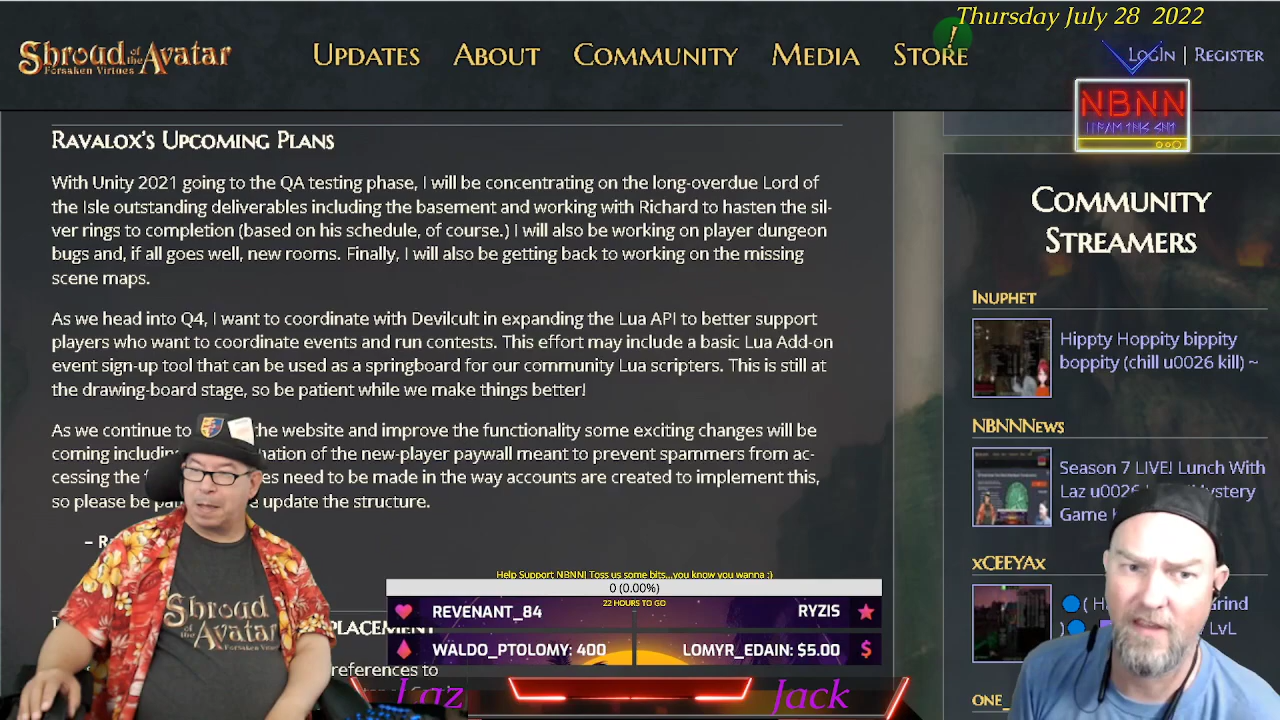 Thursday July 28 2022
Shroud of the Avatar
Forsaken Virtues
Updates
About
Community
Media
Store
!
LogIn | Register
NBNN
Ravalox's Upcoming Plans
With Unity 2021 going to the QA testing phase, I will be concentrating on the long-overdue Lord of
the Isle outstanding deliverables including the basement and working with Richard to hasten the sil-
ver rings to completion (based on his schedule, of course.) I will also be working on player dungeon
bugs and, if all goes well, new rooms. Finally, I will also be getting back to working on the missing
scene maps.
As we head into Q4, I want to coordinate with Devilcult in expanding the Lua API to better support
players who want to coordinate events and run contests. This effort may include a basic Lua Add-on
event sign-up tool that can be used as a springboard for our community Lua scripters. This is still at
the drawing-board stage, so be patient while we make things better!
As we continue to the website and improve the functionality some exciting changes will be
coming of the new-player paywall meant to prevent spammers from ac-
cessing the need to be made in the way accounts are created to implement this,
so please be update the structure.
Community
Streamers
Inuphet
Hippty Hoppity bippity
boppity (chill u0026 kill) ~
NBNNNews
Season 7 LIVE! Lunch With
Laz u0026 Mystery
Game
xCEEYAx
LvL
ONE_
Shroud
of the Avatar
Forsaken Virtues
Help Support NBNN! Toss us some bits...you know you wanna :)
0 (0.00%)
22 HOURS TO GO
REVENANT_84
RYZIS
WALDO_PTOLOMY: 400
LOMYR_EDAIN: $5.00
$
references to
Laz
Jack